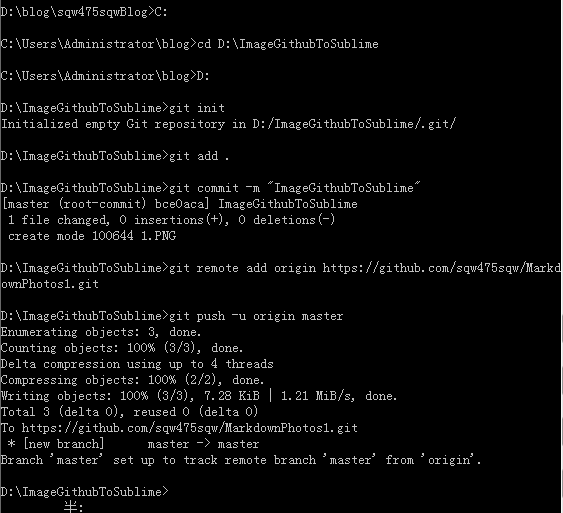 D:\blog\sqw475sqwBlog>C:
C:\Users\Administrator\blog>cd D:\ImageGithubToSublime
C:\Users\Administrator\blog>D:
D:\ImageGithubToSublime>git init
Initialized empty Git repository in D:/ImageGithubToSublime/.git/
D:\ImageGithubToSublime>git add .
D:\ImageGithubToSublime>git commit -m "ImageGithubToSublime"
[master (root-commit) bce0aca] ImageGithubToSublime
 1 file changed, 0 insertions(+), 0 deletions(-)
 create mode 100644 1.PNG
D:\ImageGithubToSublime>git remote add origin https://github.com/sqw475sqw/Markd
ownPhotos1.git
D:\ImageGithubToSublime>git push -u origin master
Enumerating objects: 3, done.
Counting objects: 100% (3/3), done.
Delta compression using up to 4 threads
Compressing objects: 100% (2/2), done.
Writing objects: 100% (3/3), 7.28 KiB | 1.21 MiB/s, done.
Total 3 (delta 0), reused 0 (delta 0)
To https://github.com/sqw475sqw/MarkdownPhotos1.git
 * [new branch]      master -> master
Branch 'master' set up to track remote branch 'master' from 'origin'.
D:\ImageGithubToSublime>
半: